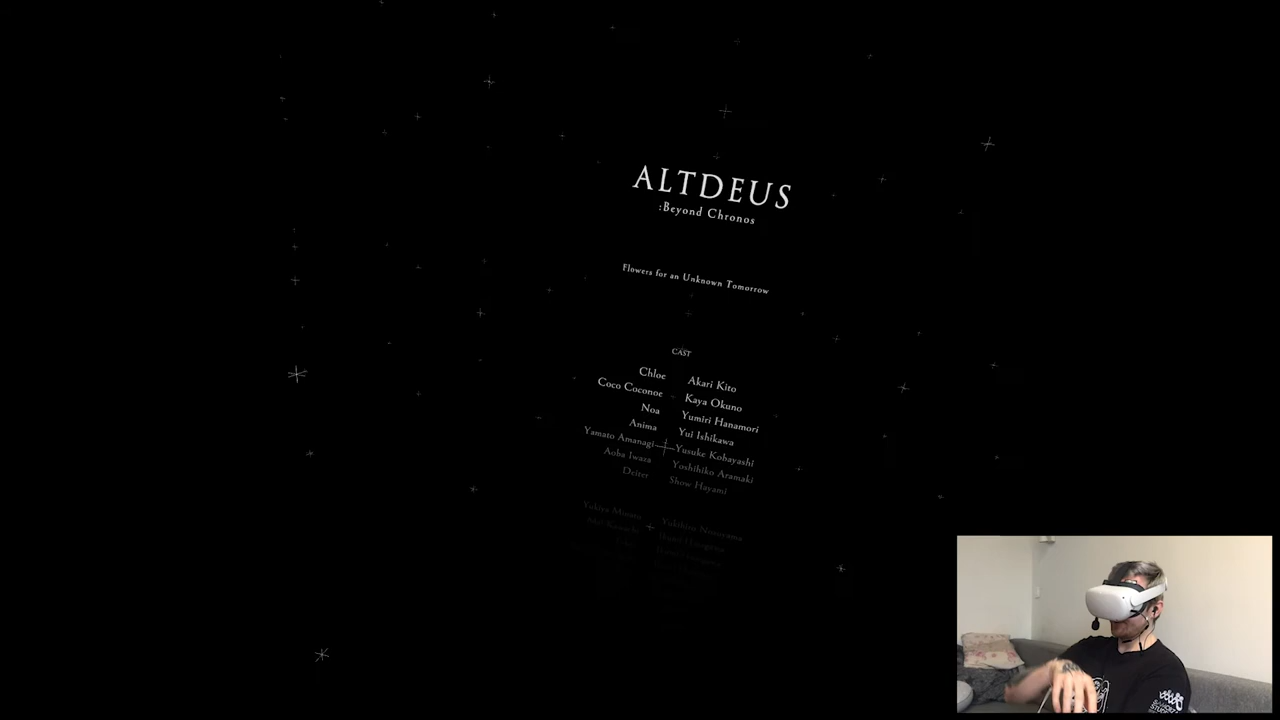 ALTDEUS
:Beyond Chronos
Flowers for an Unknown Tomorrow
CAST
Chloe Akari Kito
Coco Coconoe Kaya Okuno
Noa Yumiri Hanamori
Anima Yui Ishikawa
Yamato Amanagi Yusuke Kobayashi
Aoba Iwaza Yoshihiko Aramaki
Deiter Show Hayami